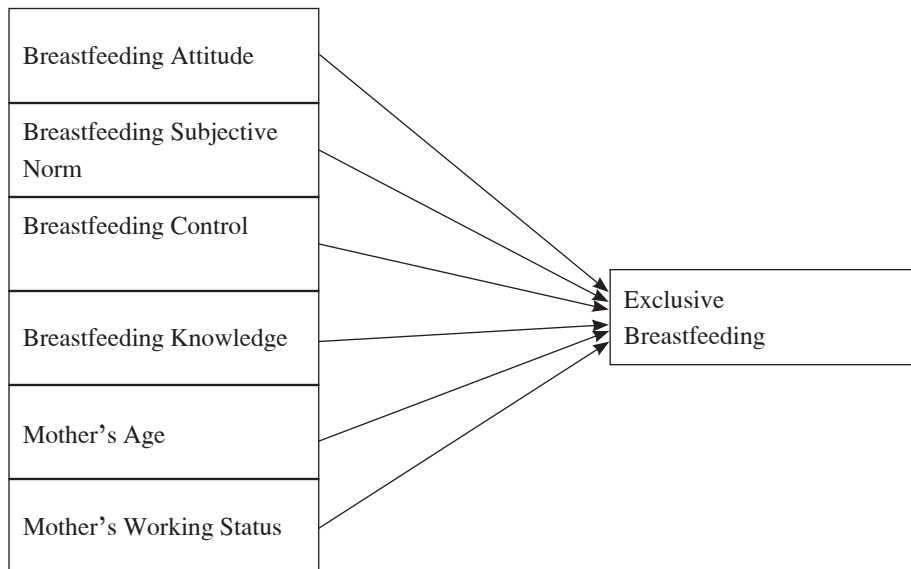 Breastfeeding Attitude
Breastfeeding Subjective
Norm
Breastfeeding Control
Breastfeeding Knowledge
Mother's Age
Mother's Working Status
Exclusive
Breastfeeding